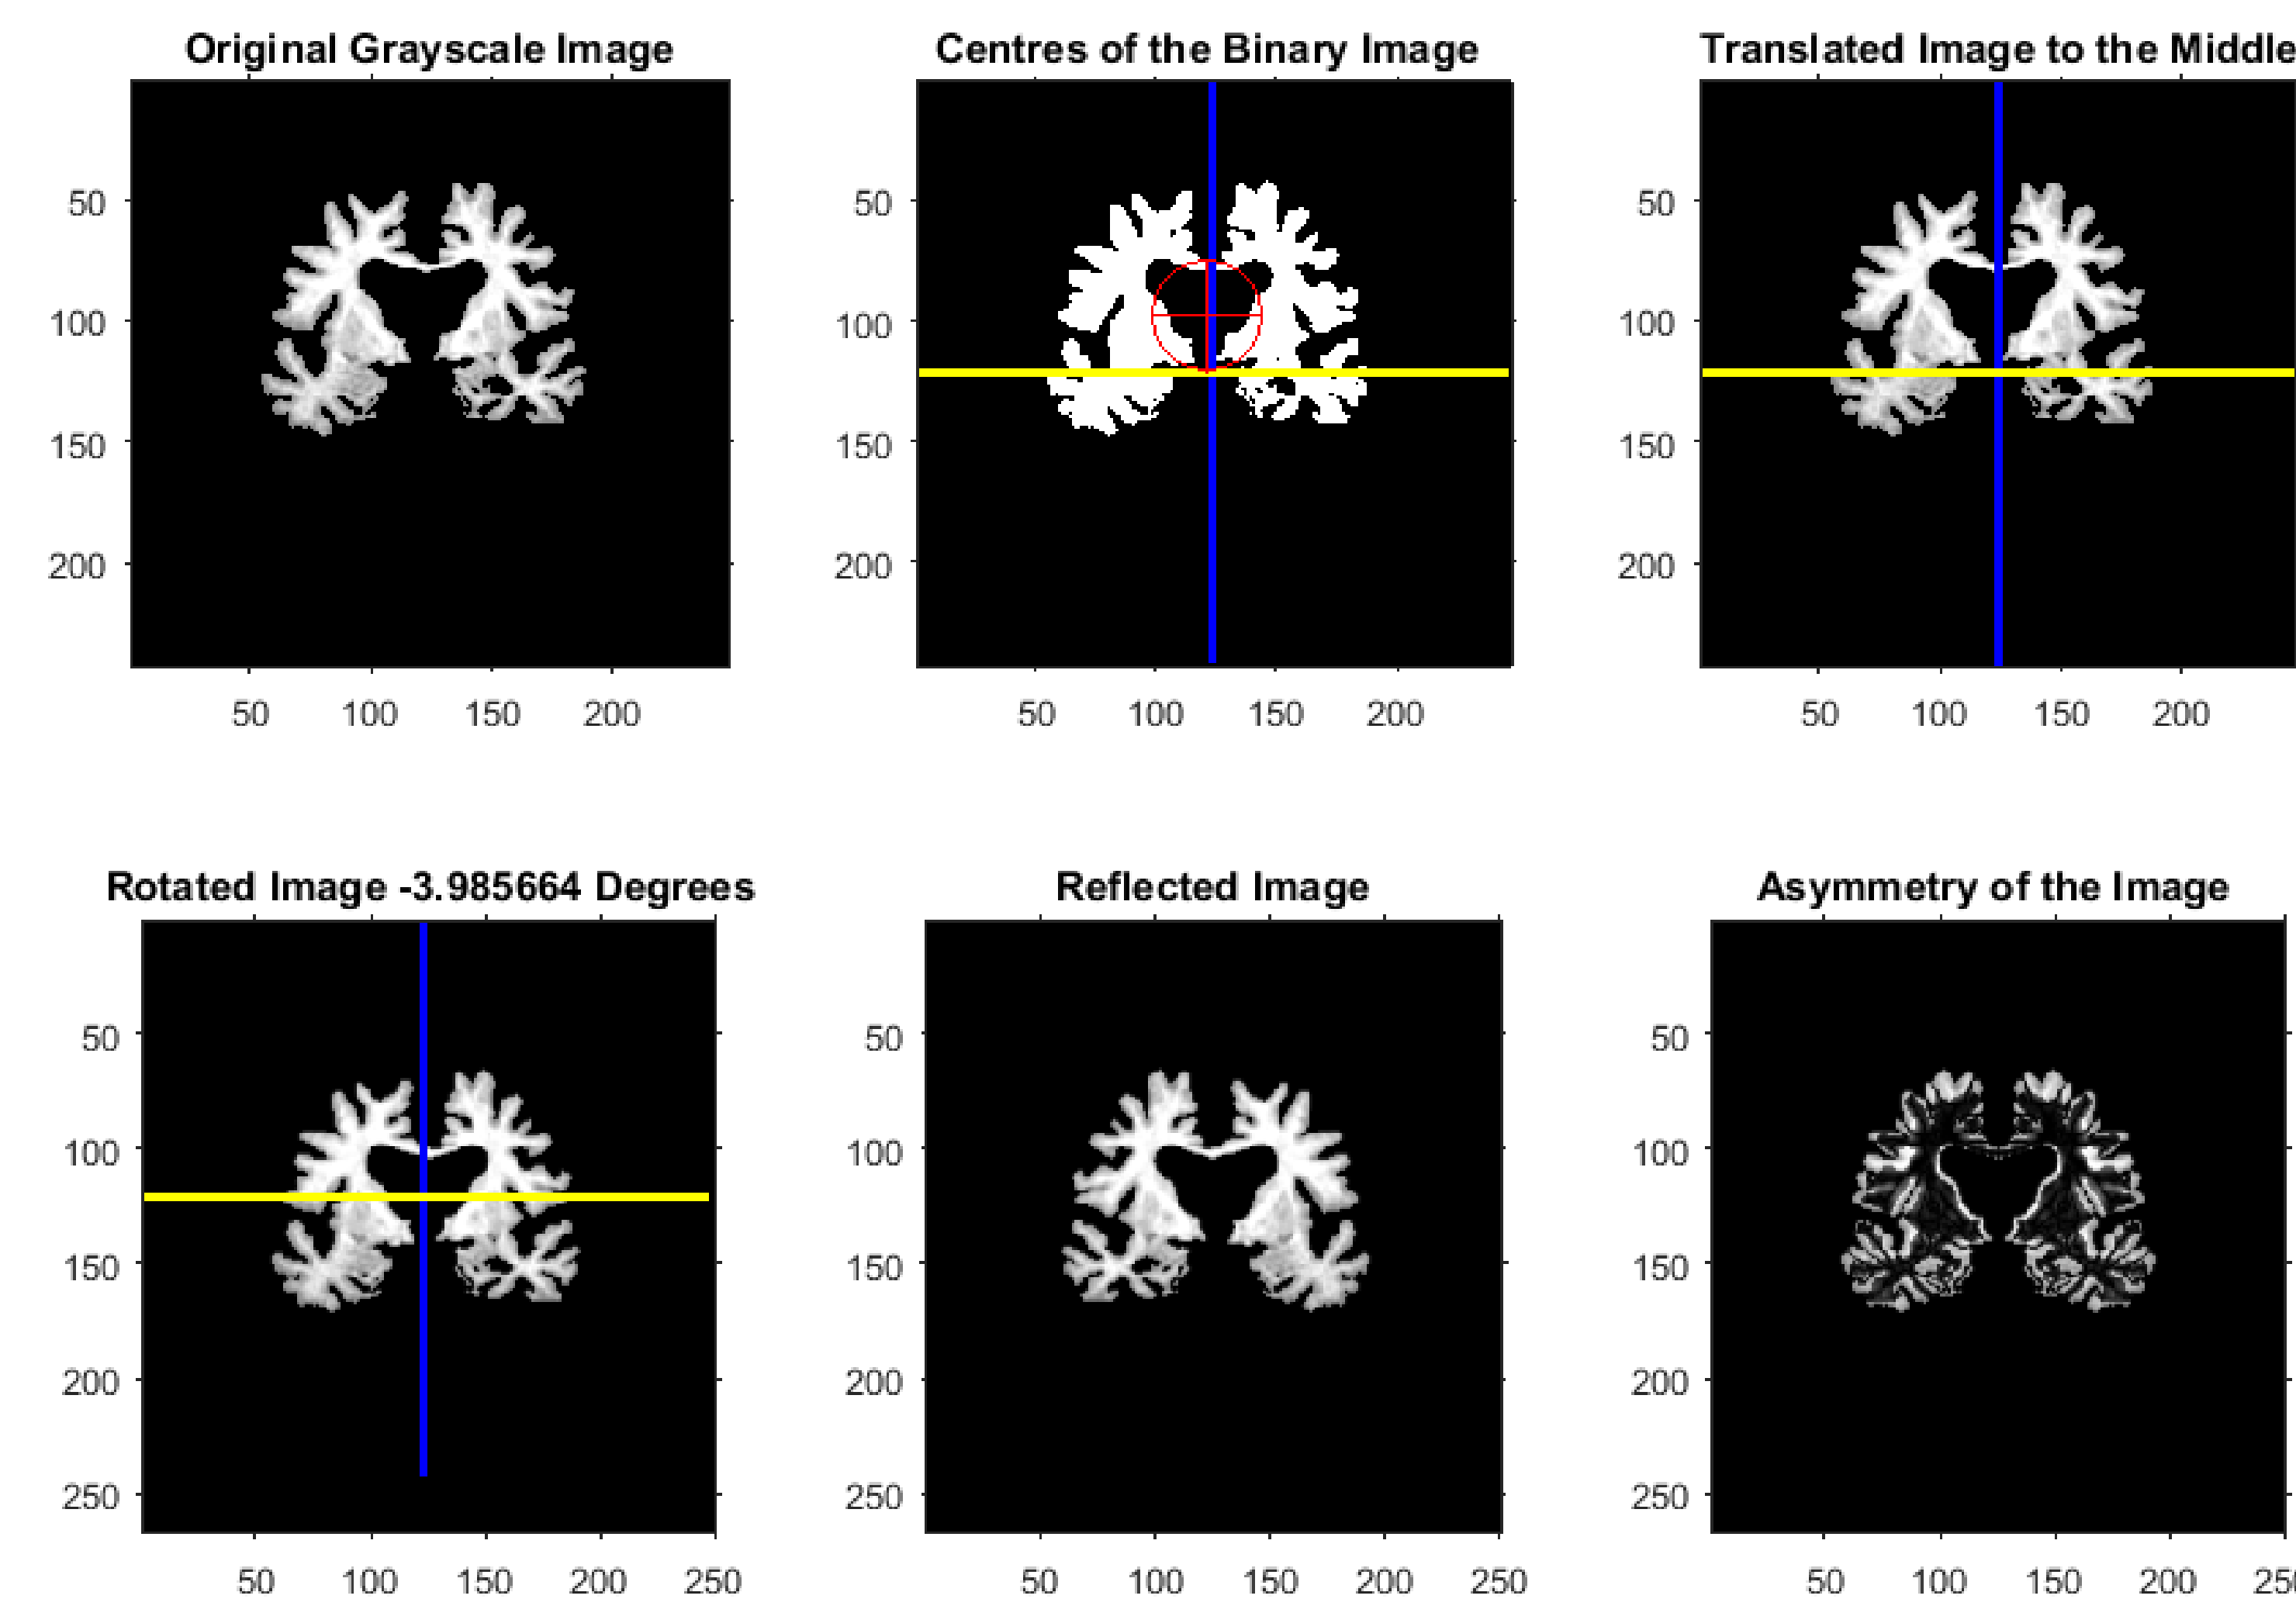 Original Grayscale Image
Centres of the Binary Image
Translated Image to the Middle
50
100
150
200
50 100 150 200
50
100
150
200
50 100 150 200
50
100
150
200
50 100 150 200
Rotated Image -3.985664 Degrees
Reflected Image
Asymmetry of the Image
50
100
150
200
250
50 100 150 200 250
50
100
150
200
250
50 100 150 200 250
50
100
150
200
250
50 100 150 200